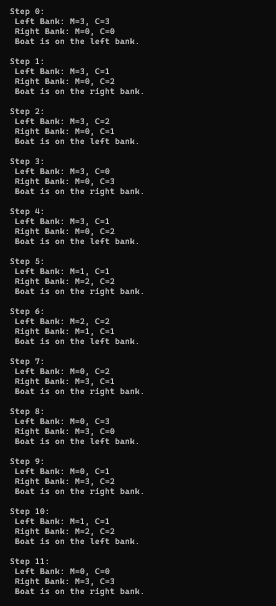 Step 0:
Left Bank: M=3, C=3
Right Bank: M=0, C=0
Boat is on the left bank.
Step 1:
Left Bank: M=3, C=1
Right Bank: M=0, C=2
Boat is on the right bank.
Step 2:
Left Bank: M=3, C=2
Right Bank: M=0, C=1
Boat is on the left bank.
Step 3:
Left Bank: M=3, C=0
Right Bank: M=0, C=3
Boat is on the right bank.
Step 4:
Left Bank: M=3, C=1
Right Bank: M=0, C=2
Boat is on the left bank.
Step 5:
Left Bank: M=1, C=1
Right Bank: M=2, C=2
Boat is on the right bank.
Step 6:
Left Bank: M=2, C=2
Right Bank: M=1, C=1
Boat is on the left bank.
Step 7:
Left Bank: M=0, C=2
Right Bank: M=3, C=1
Boat is on the right bank.
Step 8:
Left Bank: M=0, C=3
Right Bank: M=3, C=0
Boat is on the left bank.
Step 9:
Left Bank: M=0, C=1
Right Bank: M=3, C=2
Boat is on the right bank.
Step 10:
Left Bank: M=1, C=1
Right Bank: M=2, C=2
Boat is on the left bank.
Step 11:
Left Bank: M=0, C=0
Right Bank: M=3, C=3
Boat is on the right bank.